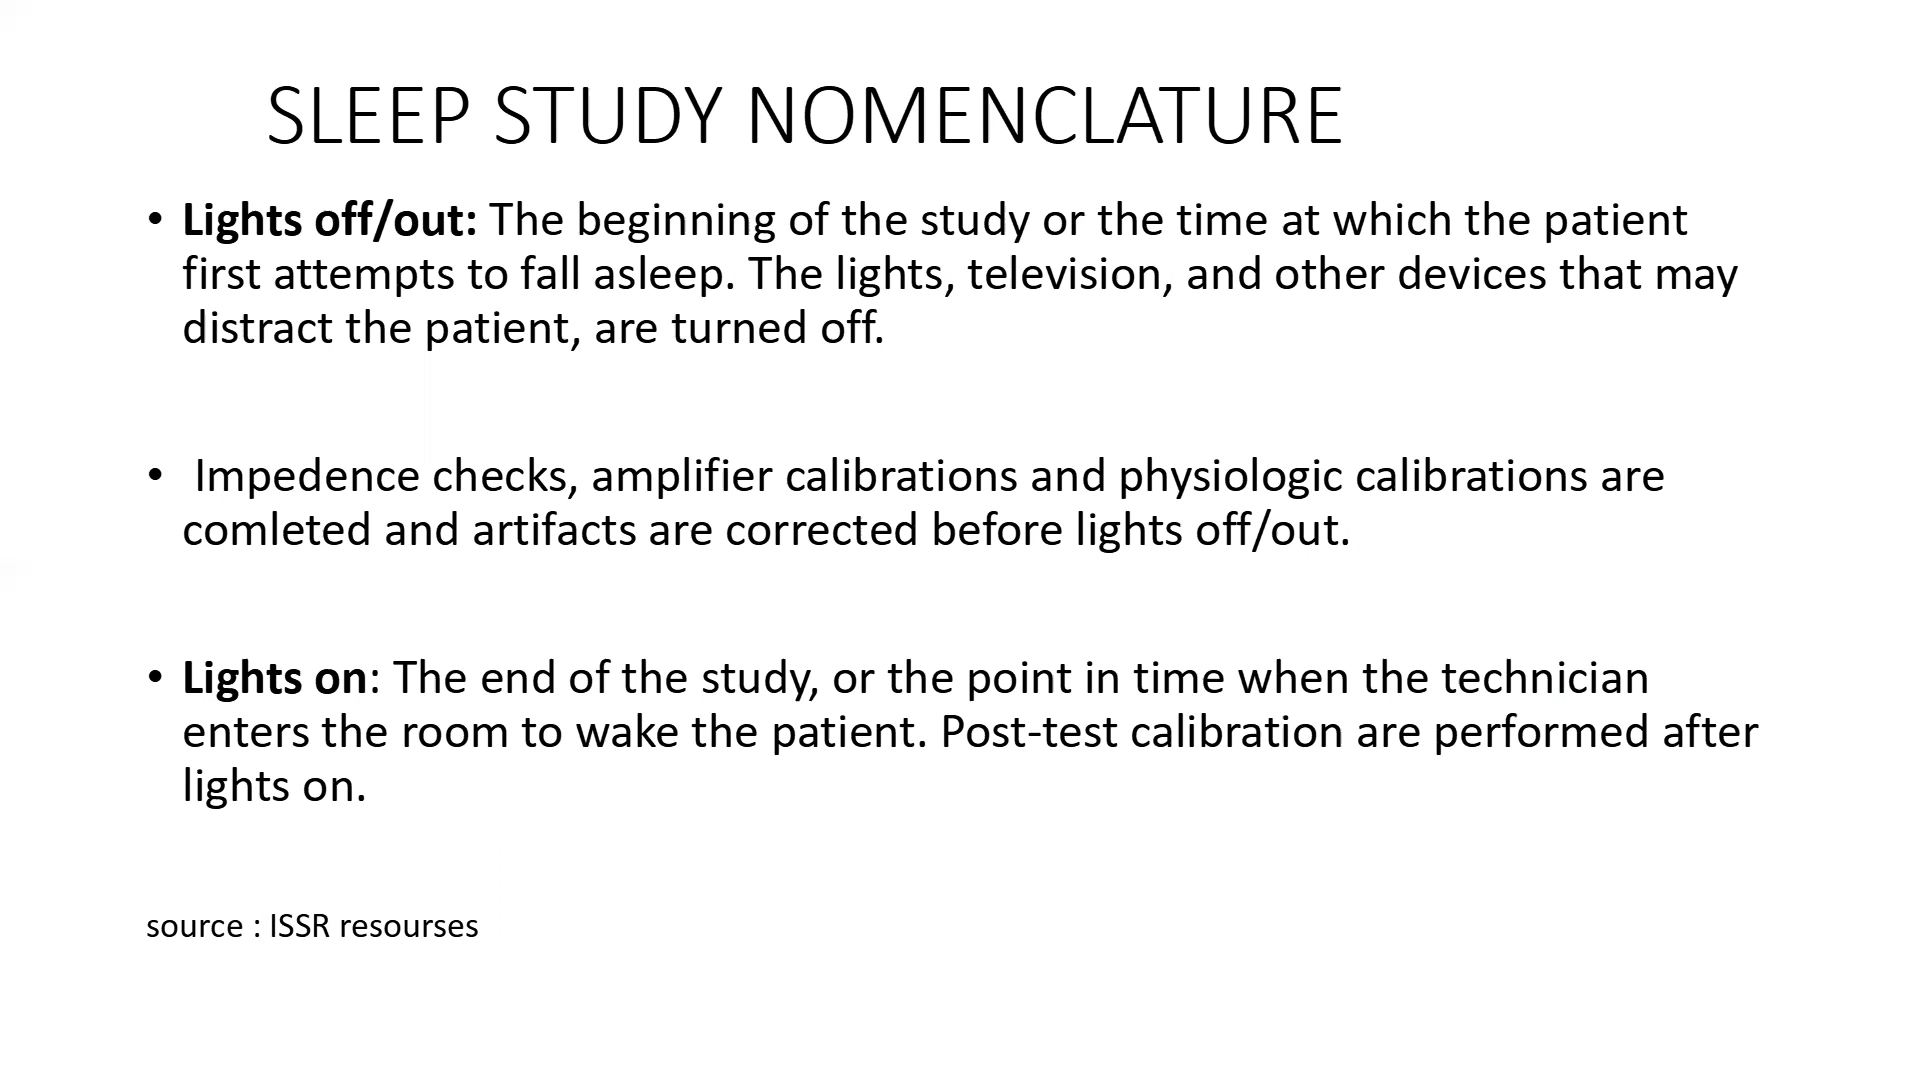 SLEEP STUDY NOMENCLATURE
• Lights off/out: The beginning of the study or the time at which the patient
first attempts to fall asleep. The lights, television, and other devices that may
distract the patient, are turned off.
• Impedence checks, amplifier calibrations and physiologic calibrations are
comleted and artifacts are corrected before lights off/out.
• Lights on: The end of the study, or the point in time when the technician
enters the room to wake the patient. Post-test calibration are performed after
lights on.
source : ISSR resourses